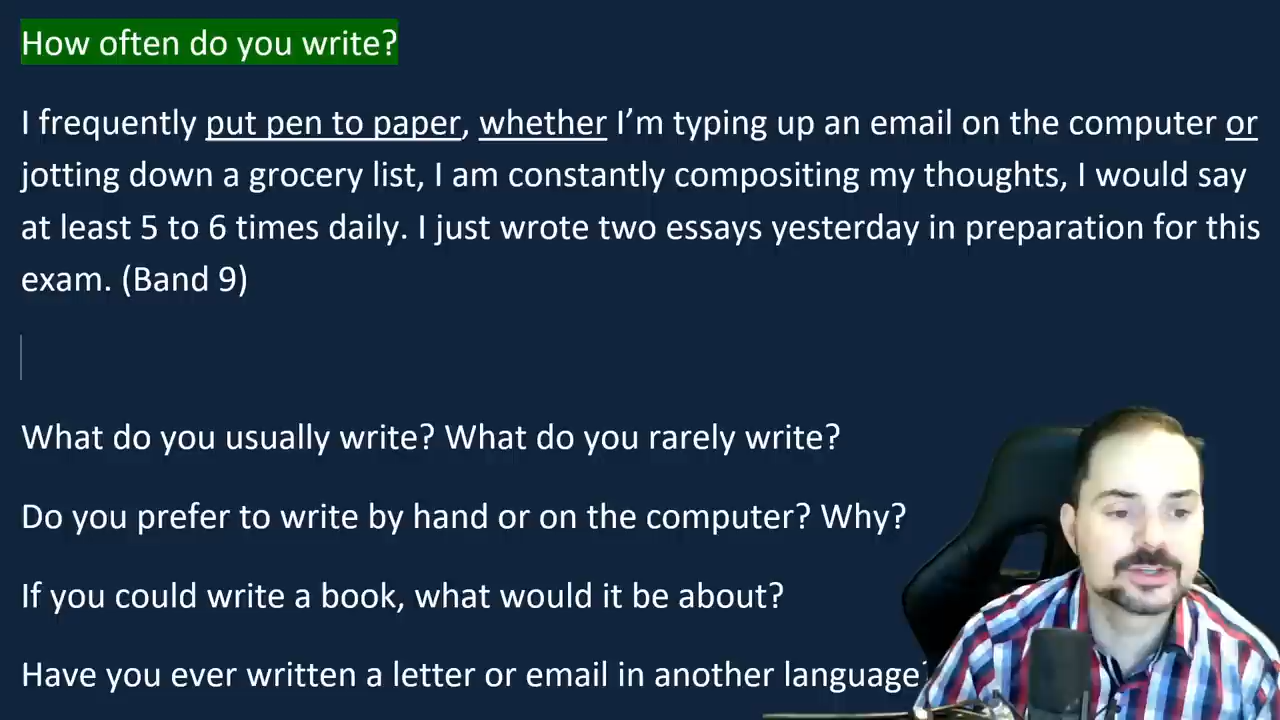 How often do you write?
I frequently put pen to paper, whether I’m typing up an email on the computer or
jotting down a grocery list, I am constantly compositing my thoughts, I would say
at least 5 to 6 times daily. I just wrote two essays yesterday in preparation for this
exam. (Band 9)
What do you usually write? What do you rarely write?
Do you prefer to write by hand or on the computer? Why?
If you could write a book, what would it be about?
Have you ever written a letter or email in another language?